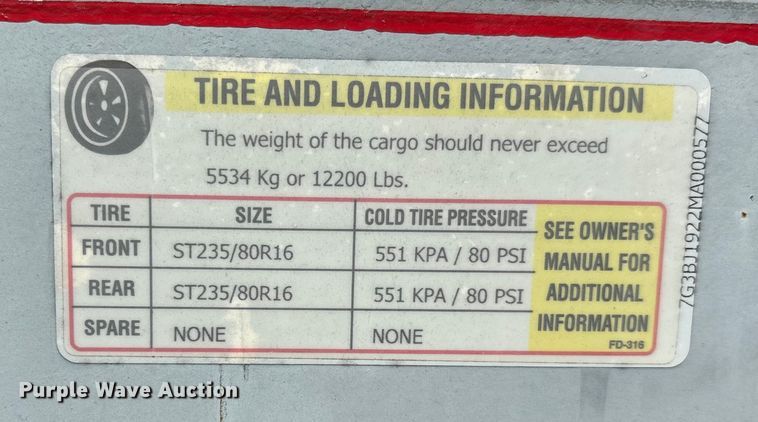 TIRE AND LOADING INFORMATION
The weight of the cargo should never exceed
5534 Kg or 12200 Lbs.
TIRE SIZE COLD TIRE PRESSURE
FRONT ST235/80R16 551 KPA / 80 PSI
REAR ST235/80R16 551 KPA / 80 PSI
SPARE NONE NONE
SEE OWNER'S
MANUAL FOR
ADDITIONAL
INFORMATION
FD-316
7G3BJ1922MA000577
Purple Wave Auction